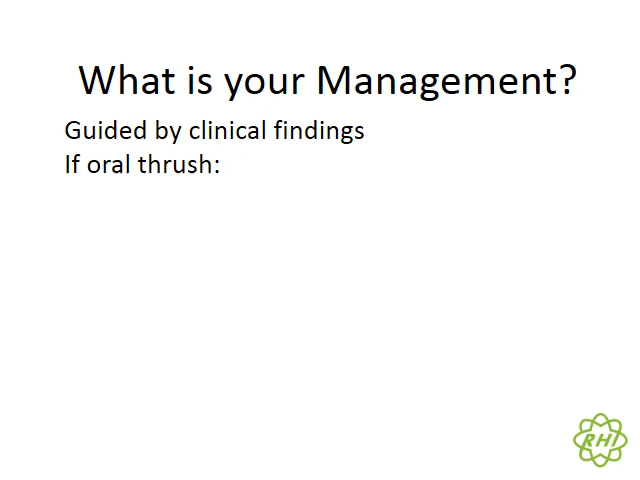 What is your Management?
Guided by clinical findings
If oral thrush:
RHI